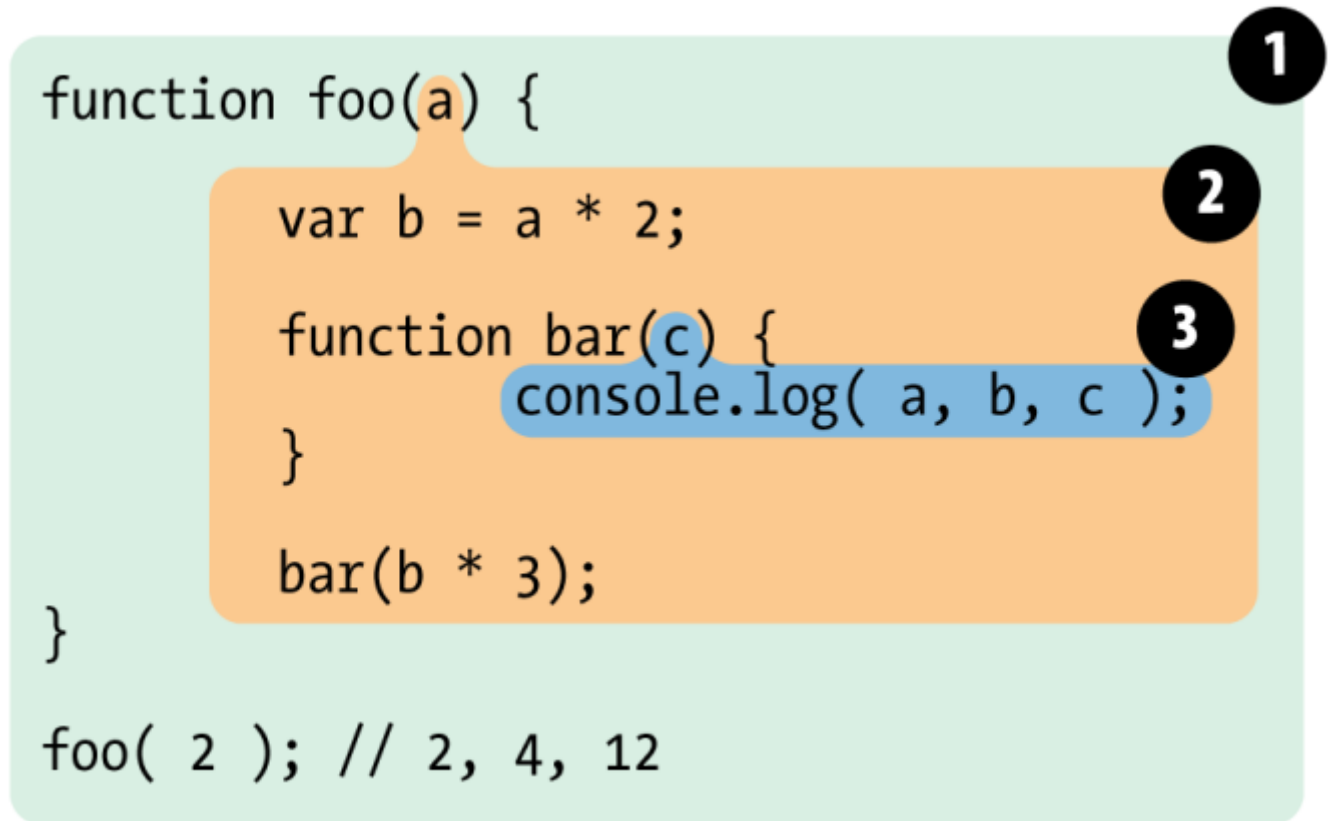 1
function foo(a) {
2
var b = a * 2;
3
function bar(c) {
console.log( a, b, c );
}
bar(b * 3);
}
foo( 2 ); // 2, 4, 12